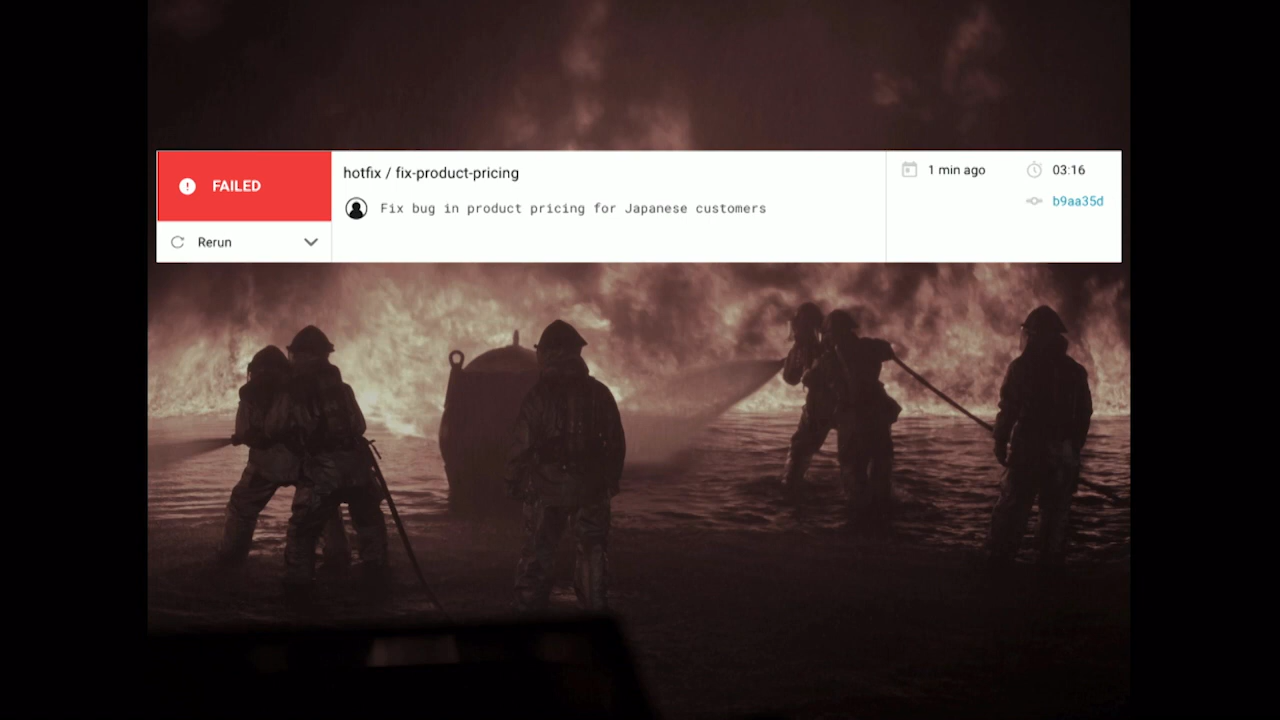 FAILED
Rerun
hotfix / fix-product-pricing
Fix bug in product pricing for Japanese customers
1 min ago
03:16
b9aa35d